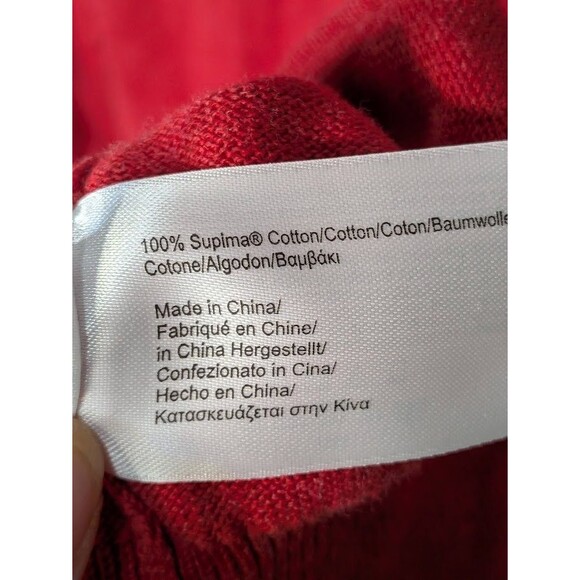 100% Supima® Cotton/Cotton/Coton/Baumwolle
Cotone/Algodon/Βαμβάκι
Made in China/
Fabriqué en Chine/
in China Hergestellt/
Confezionato in Cina/
Hecho en China/
Κατασκευάζεται στην Κίνα